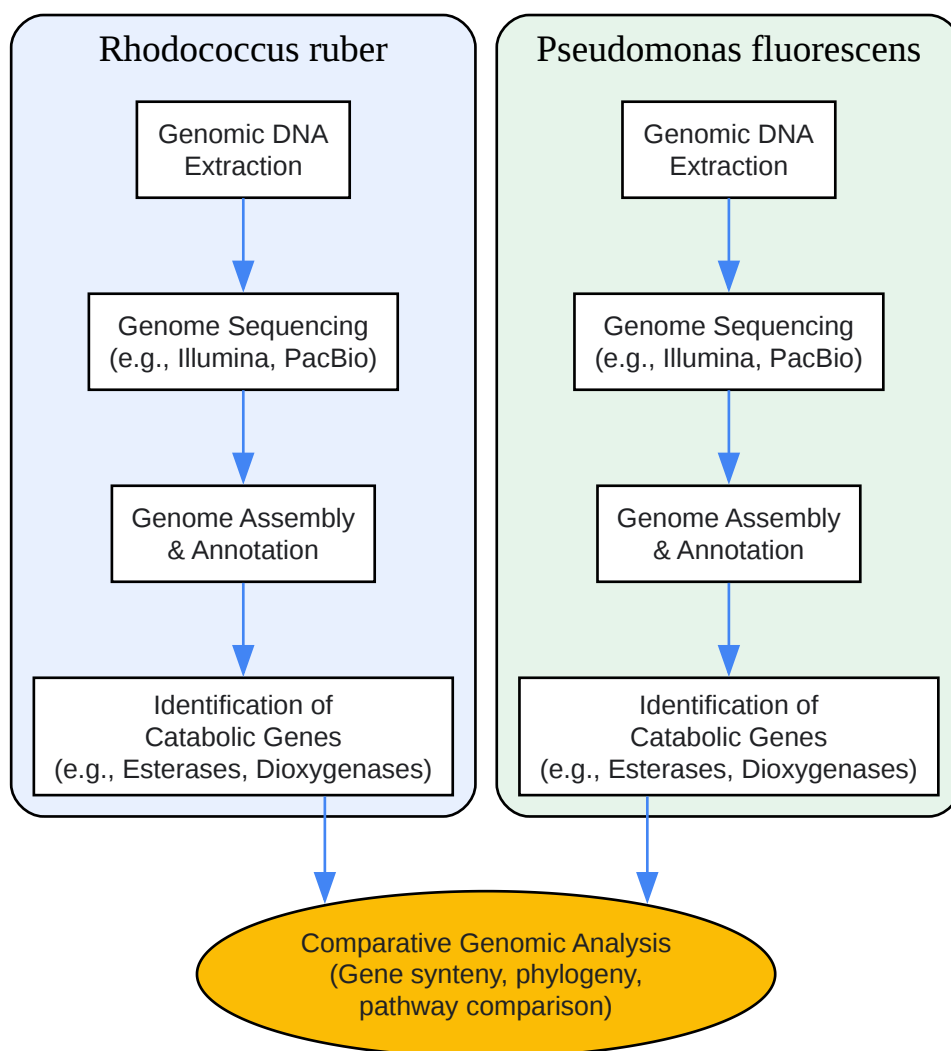 Rhodococcus ruber
Genomic DNA
Extraction
Genome Sequencing
(e.g., Illumina, PacBio)
Genome Assembly
& Annotation
Identification of
Catabolic Genes
(e.g., Esterases, Dioxygenases)
Pseudomonas fluorescens
Genomic DNA
Extraction
Genome Sequencing
(e.g., Illumina, PacBio)
Genome Assembly
& Annotation
Identification of
Catabolic Genes
(e.g., Esterases, Dioxygenases)
Comparative Genomic Analysis
(Gene synteny, phylogeny,
pathway comparison)